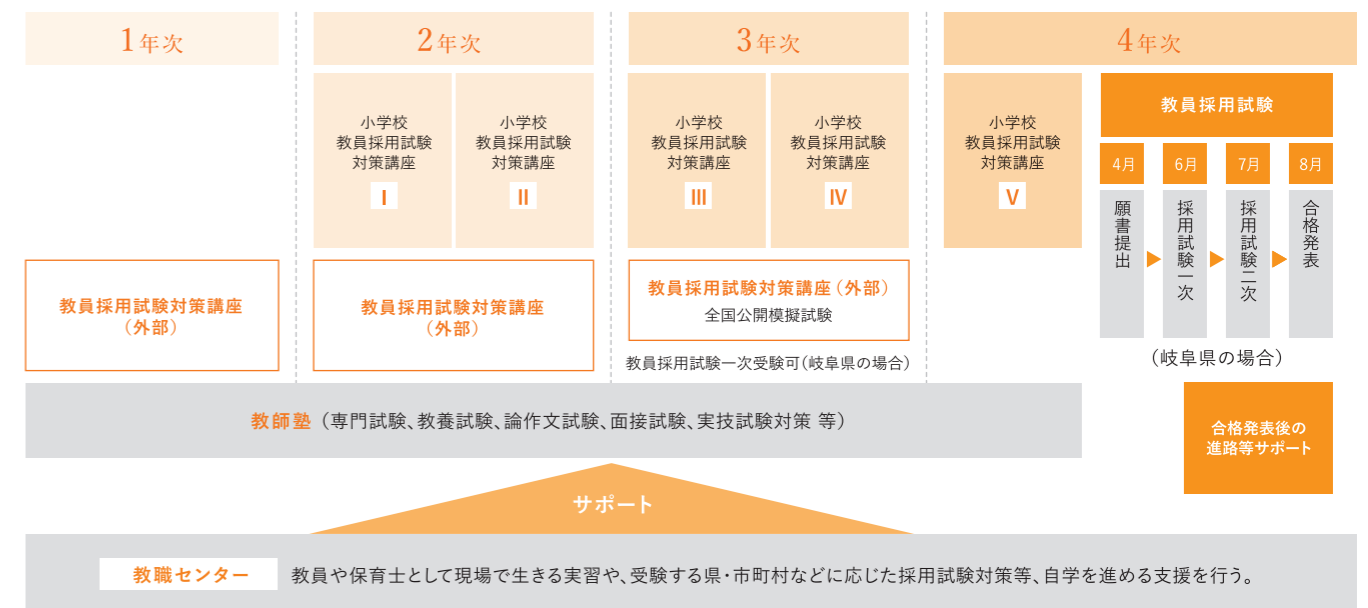 1年次
2年次
3年次
4年次
小学校
教員採用試験
対策講座
I
小学校
教員採用試験
対策講座
II
小学校
教員採用試験
対策講座
III
小学校
教員採用試験
対策講座
IV
小学校
教員採用試験
対策講座
V
教員採用試験
4月
6月
7月
8月
願書提出
採用試験一次
採用試験二次
合格発表
(岐阜県の場合)
教員採用試験対策講座
(外部)
教員採用試験対策講座
(外部)
教員採用試験対策講座(外部)
全国公開模擬試験
教員採用試験一次受験可(岐阜県の場合)
教師塾(専門試験、教養試験、論作文試験、面接試験、実技試験対策 等)
合格発表後の
進路等サポート
サポート
教職センター 教員や保育士として現場で生きる実習や、受験する県・市町村などに応じた採用試験対策等、自学を進める支援を行う。